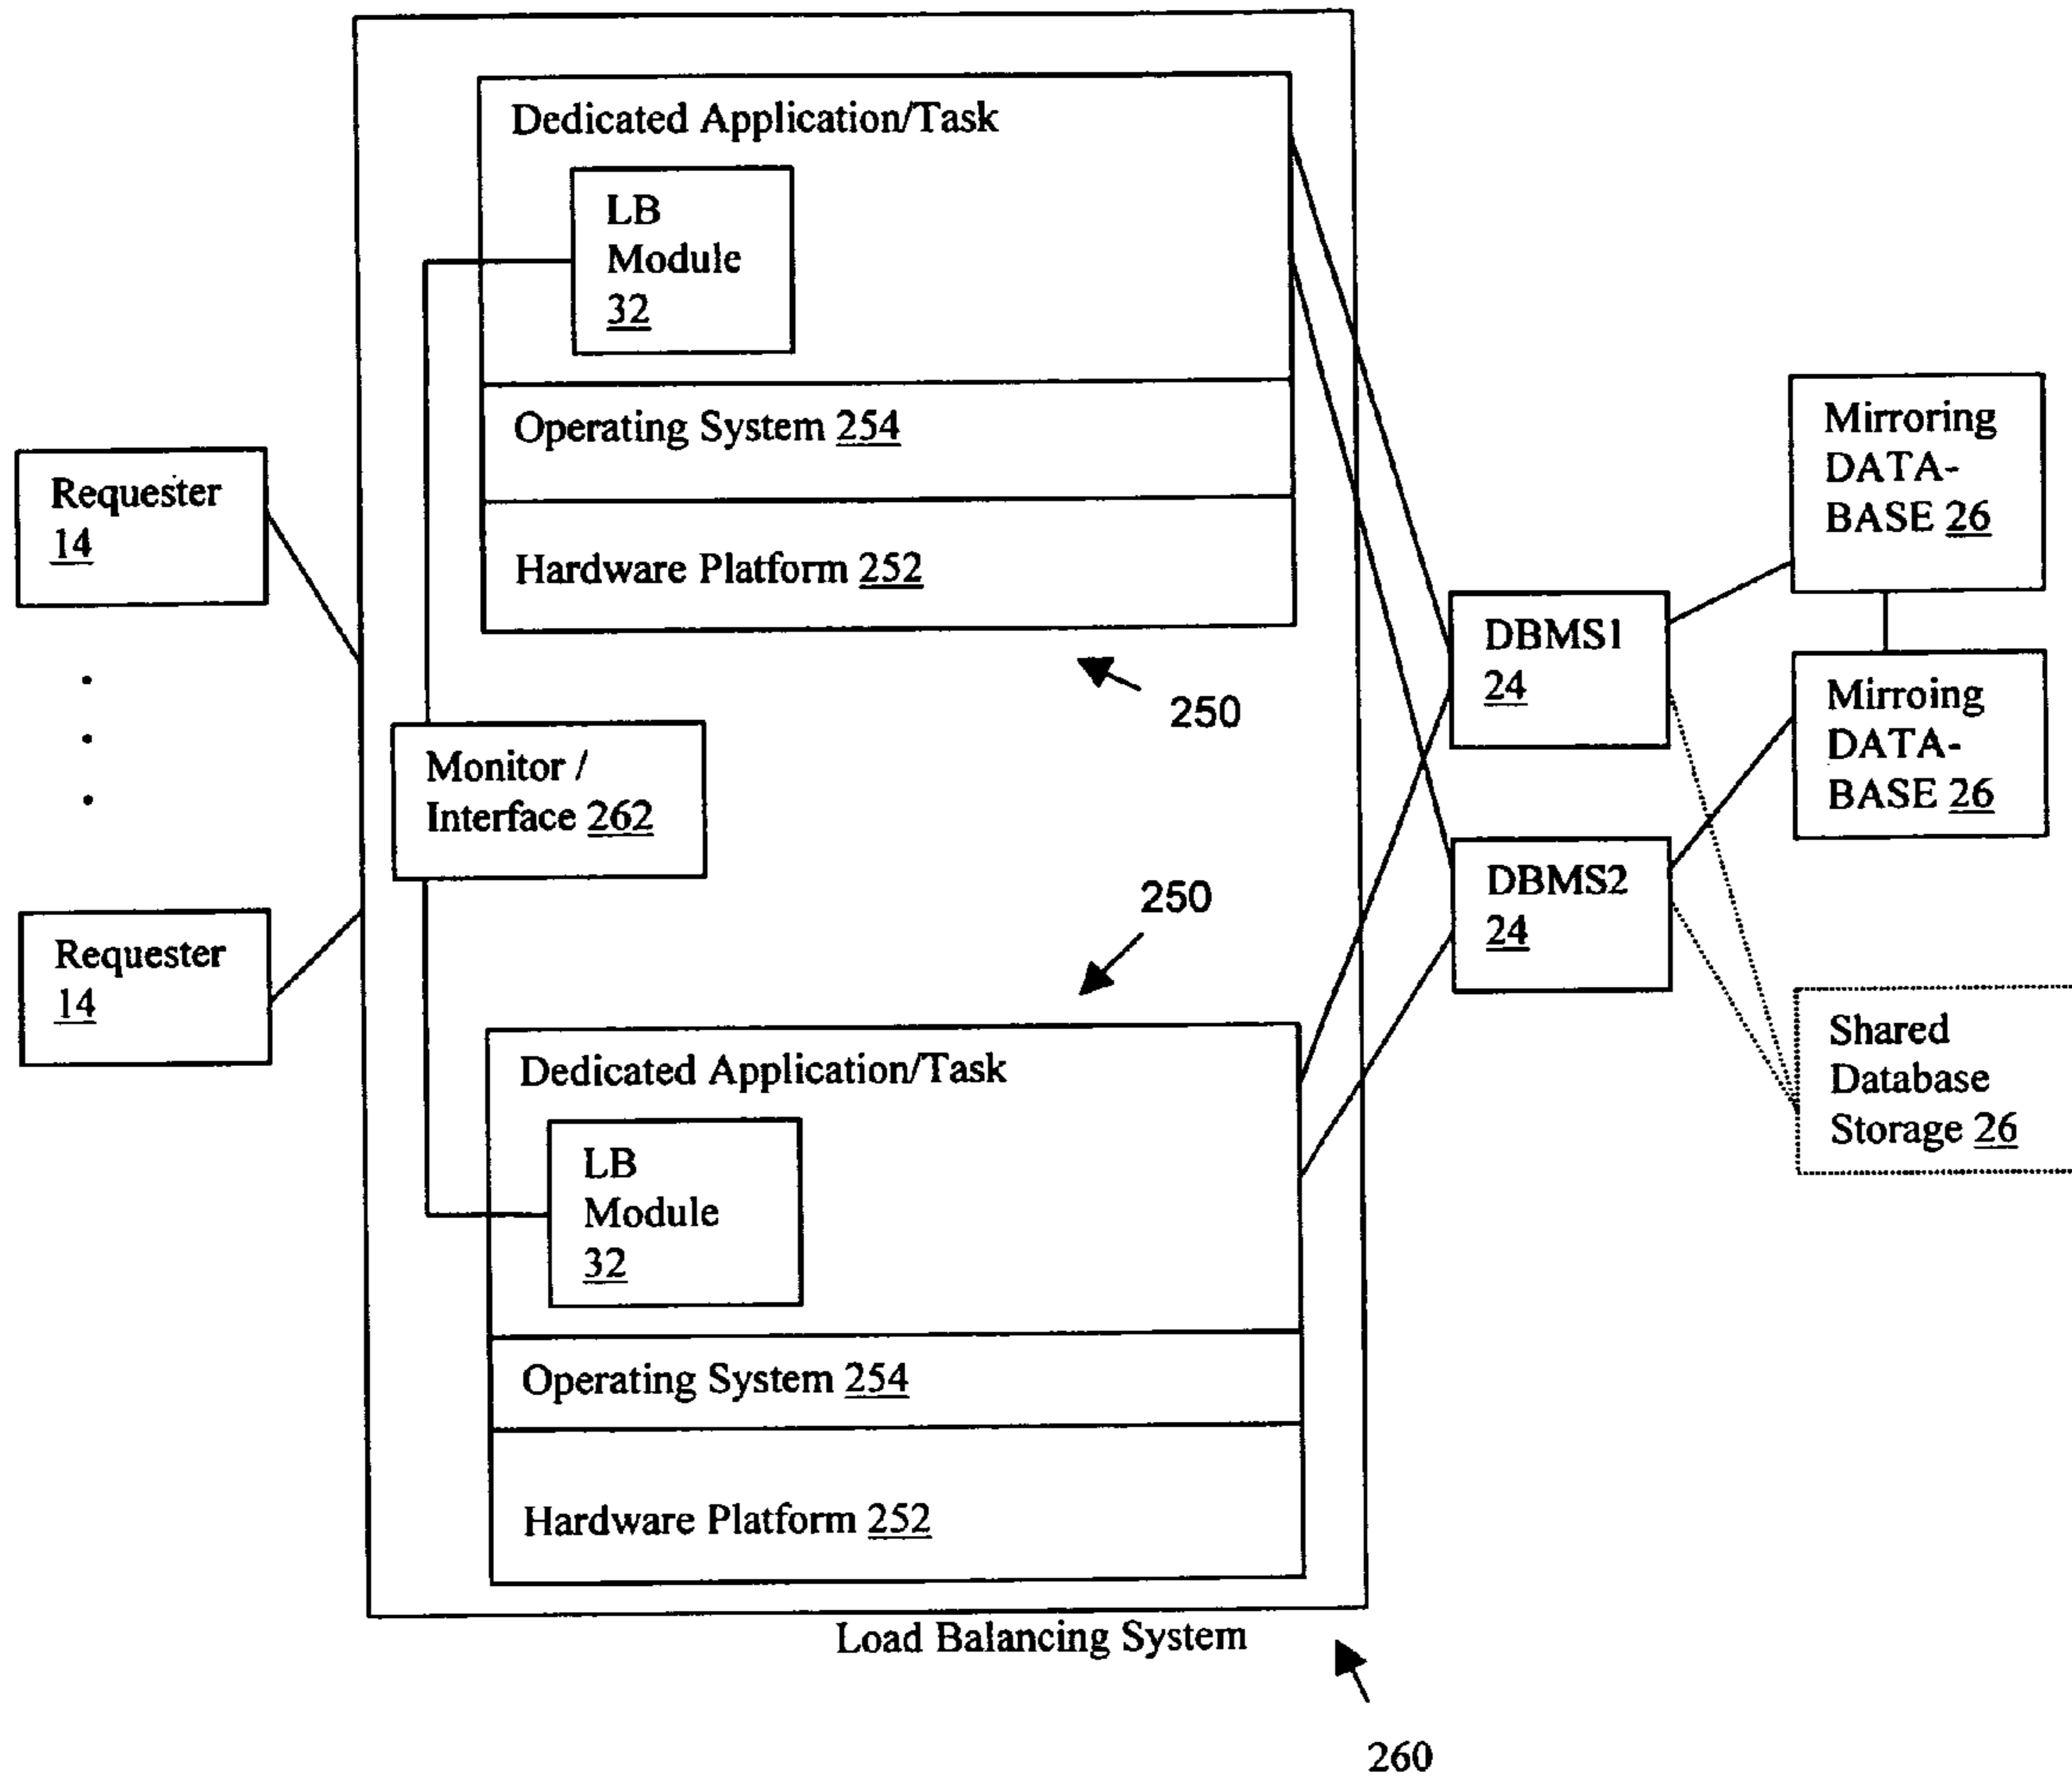 Dedicated Application/Task
LB
Module
32
Operating System 254
Hardware Platform 252
250
Requester
14
Requester
14
Monitor /
Interface 262
250
Dedicated Application/Task
LB
Module
32
Operating System 254
Hardware Platform 252
Load Balancing System
260
DBMS1
24
DBMS2
24
Mirroring
DATA-
BASE 26
Mirroing
DATA-
BASE 26
Shared
Database
Storage 26